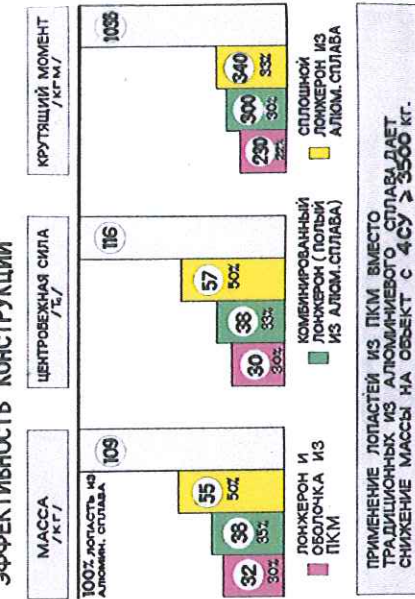 ЭФФЕКТИВНОСТЬ КОНСТРУКЦИИ
МАССА
/КГ/
100% ЛОПАСТЬ ИЗ
АЛЮМИН. СПЛАВА
32
30%
38
35%
55
50%
109
ЦЕНТРОБЕЖНАЯ СИЛА
/Т./
30
30%
38
33%
57
50%
116
КРУТЯЩИЙ МОМЕНТ
/КГМ/
230
22%
300
30%
340
33%
1035
ЛОНЖЕРОН И
ОБОЛОЧКА ИЗ
ПКМ
КОМБИНИРОВАННЫЙ
ЛОНЖЕРОН (ПОЛЫЙ
ИЗ АЛЮМ.СПЛАВА)
СПЛОШНОЙ
ЛОНЖЕРОН ИЗ
АЛЮМ. СПЛАВА
ПРИМЕНЕНИЕ ЛОПАСТЕЙ ИЗ ПКМ ВМЕСТО
ТРАДИЦИОННЫХ ИЗ АЛЮМИНИЕВОГО СПЛАВА ДАЕТ
СНИЖЕНИЕ МАССЫ НА ОБЪЕКТ С 4СУ ≥ 3500 КГ.